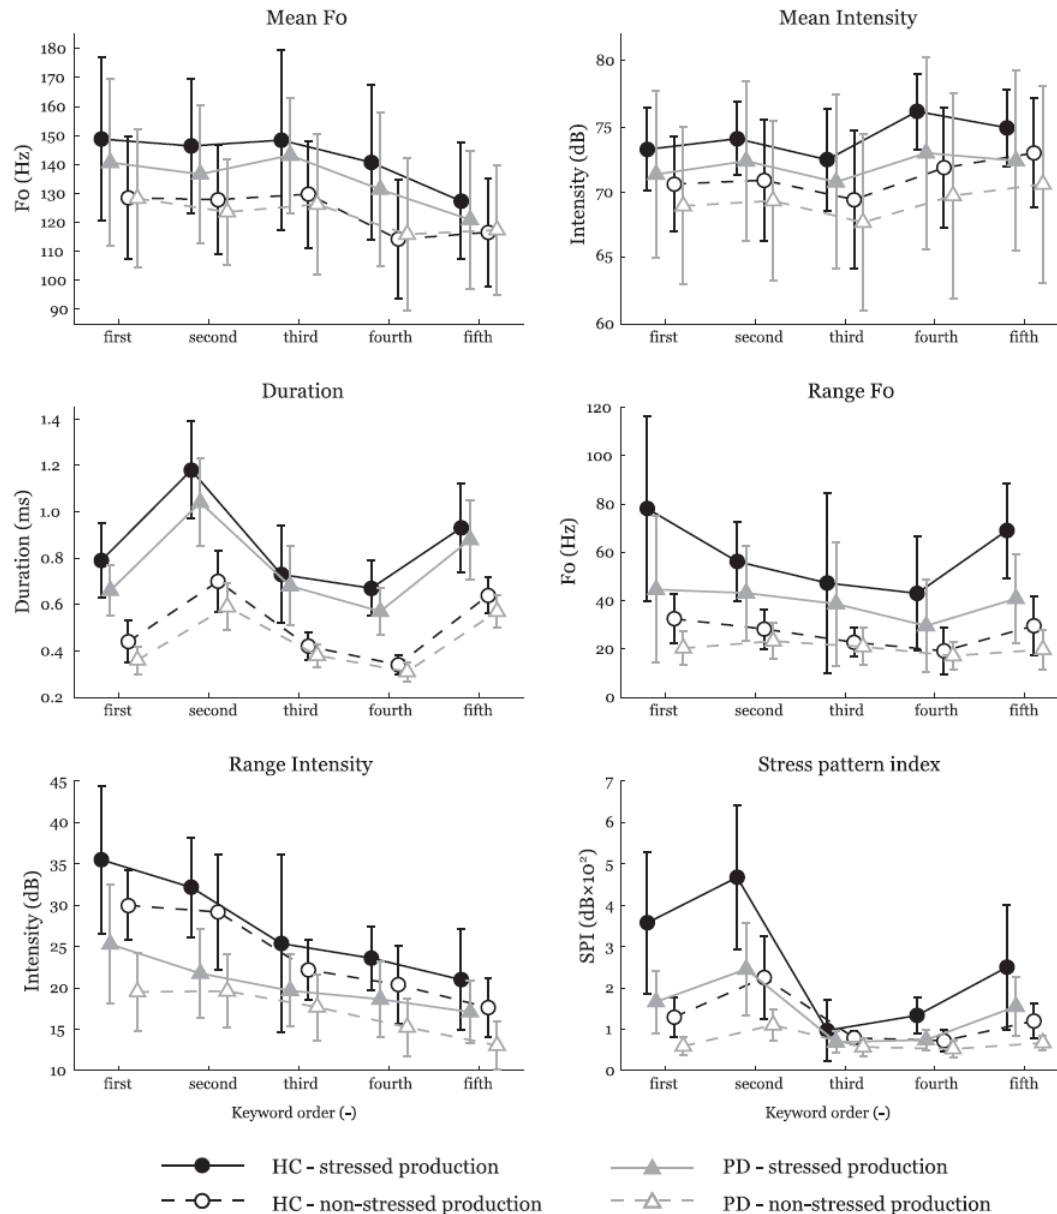 Mean F0
Fo (Hz)
180
170
160
150
140
130
120
110
100
90
first second third fourth fifth
Mean Intensity
Intensity (dB)
80
75
70
65
60
first second third fourth fifth
Duration
Duration (ms)
1.4
1.2
1.0
0.8
0.6
0.4
0.2
first second third fourth fifth
Range F0
Fo (Hz)
120
100
80
60
40
20
0
first second third fourth fifth
Range Intensity
Intensity (dB)
45
40
35
30
25
20
15
10
first second third fourth fifth
Keyword order (-)
Stress pattern index
SPI (dB×10²)
7
6
5
4
3
2
1
0
first second third fourth fifth
Keyword order (-)
HC - stressed production
PD - stressed production
HC - non-stressed production
PD - non-stressed production